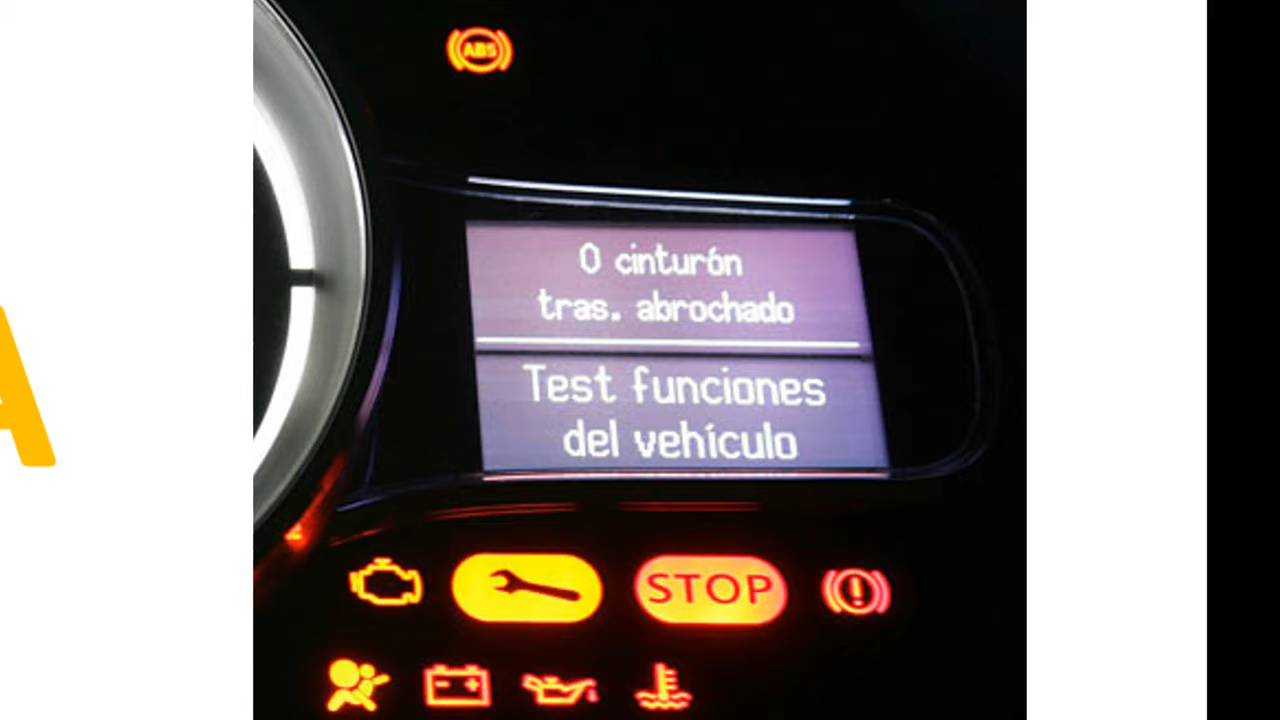 ABS
0 cinturón
tras. abrochado
Test funciones
del vehículo
STOP
A